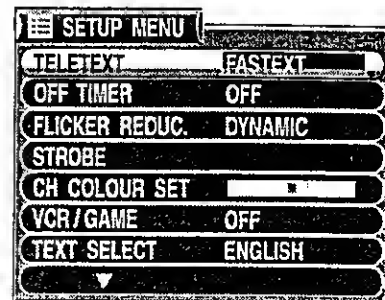 SETUP MENU
TELETEXT FASTEXT
OFF TIMER OFF
FLICKER REDUC. DYNAMIC
STROBE
CH COLOUR SET
VCR/GAME OFF
TEXT SELECT ENGLISH